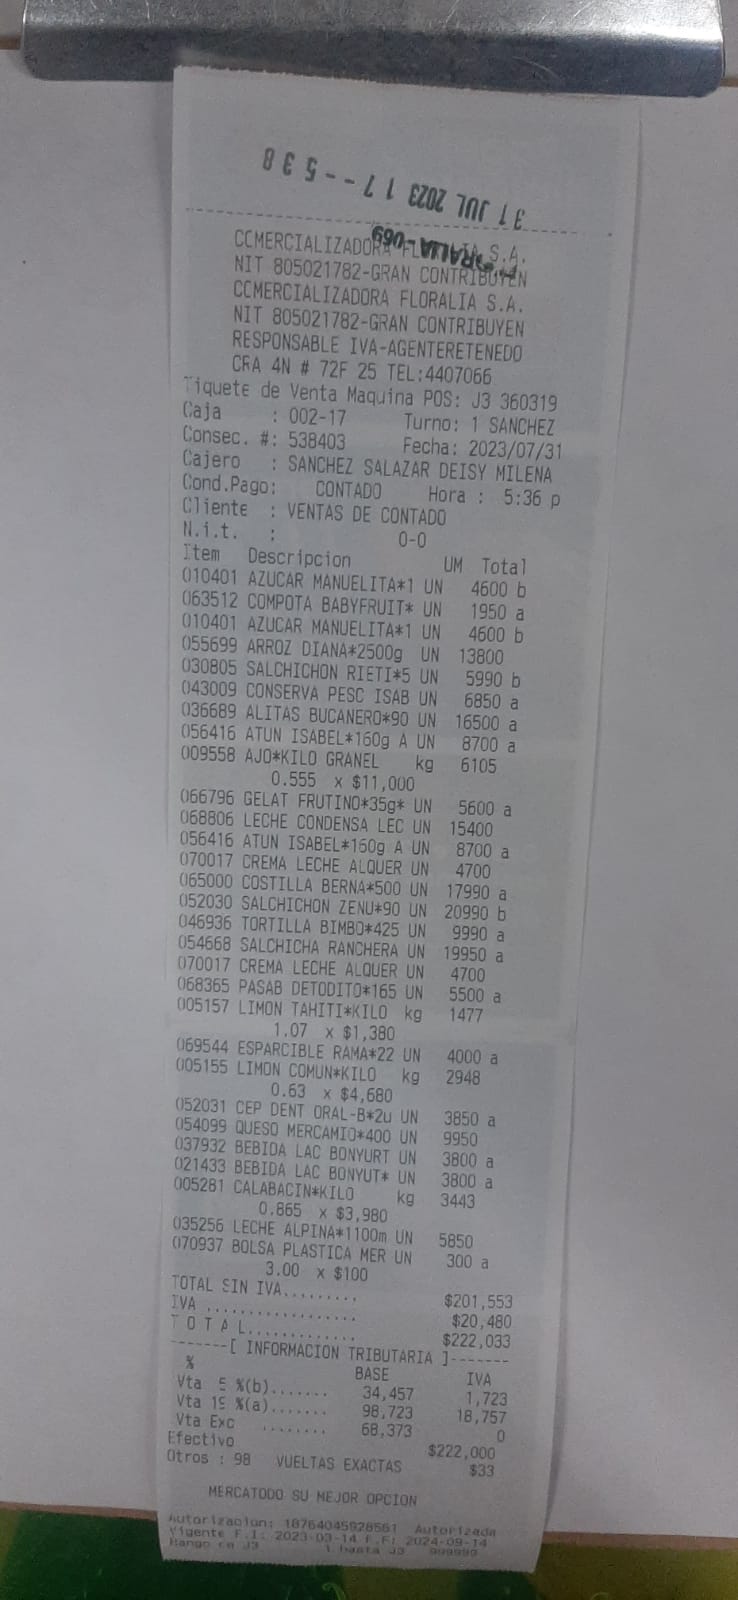 31 JUL 2023 17--538
FLORALIA-069
CCMERCIALIZADORA FLORALIA S.A.
NIT 805021782-GRAN CONTRIBUYEN
CCMERCIALIZADORA FLORALIA S.A.
NIT 805021782-GRAN CONTRIBUYEN
RESPONSABLE IVA-AGENTERETENEDO
CRA 4N # 72F 25 TEL:4407066
Tiquete de Venta Maquina POS: J3 360319
Caja : 002-17 Turno: 1 SANCHEZ
Consec. #: 538403 Fecha: 2023/07/31
Cajero : SANCHEZ SALAZAR DEISY MILENA
Cond.Pago: CONTADO Hora : 5:36 p
Cliente : VENTAS DE CONTADO
N.i.t. : 0-0
Item Descripcion UM Total
010401 AZUCAR MANUELITA*1 UN 4600 b
063512 COMPOTA BABYFRUIT* UN 1950 a
010401 AZUCAR MANUELITA*1 UN 4600 b
055699 ARROZ DIANA*2500g UN 13800
030805 SALCHICHON RIETI*5 UN 5990 b
043009 CONSERVA PESC ISAB UN 6850 a
036689 ALITAS BUCANERO*90 UN 16500 a
056416 ATUN ISABEL*160g A UN 8700 a
009558 AJO*KILO GRANEL kg 6105
0.555 x $11,000
066796 GELAT FRUTINO*35g* UN 5600 a
068806 LECHE CONDENSA LEC UN 15400
056416 ATUN ISABEL*160g A UN 8700 a
070017 CREMA LECHE ALQUER UN 4700
065000 COSTILLA BERNA*500 UN 17990 a
052030 SALCHICHON ZENU*90 UN 20990 b
046936 TORTILLA BIMBO*425 UN 9990 a
054668 SALCHICHA RANCHERA UN 19950 a
070017 CREMA LECHE ALQUER UN 4700
068365 PASAB DETODITO*165 UN 5500 a
005157 LIMON TAHITI*KILO kg 1477
1.07 x $1,380
069544 ESPARCIBLE RAMA*22 UN 4000 a
005155 LIMON COMUN*KILO kg 2948
0.63 x $4,680
052031 CEP DENT ORAL-B*2u UN 3850 a
054099 QUESO MERCAMIO*400 UN 9950
037932 BEBIDA LAC BONYURT UN 3800 a
021433 BEBIDA LAC BONYUT* UN 3800 a
005281 CALABACIN*KILO kg 3443
0.865 x $3,980
035256 LECHE ALPINA*1100m UN 5850
070937 BOLSA PLASTICA MER UN 300 a
3.00 x $100
TOTAL SIN IVA......... $201,553
IVA .................. $20,480
T O T A L............. $222,033
-------[ INFORMACION TRIBUTARIA ]-------
% BASE IVA
Vta 5 %(b)....... 34,457 1,723
Vta 19 %(a)....... 98,723 18,757
Vta Exc ........ 68,373 0
Efectivo $222,000
Otros : 98 VUELTAS EXACTAS $33
MERCATODO SU MEJOR OPCION
Autorizacion: 18764045928561 Autorizada
Vigente F.I: 2023-03-14 F.F: 2024-09-14
Rango en J3 1 hasta J3 999990